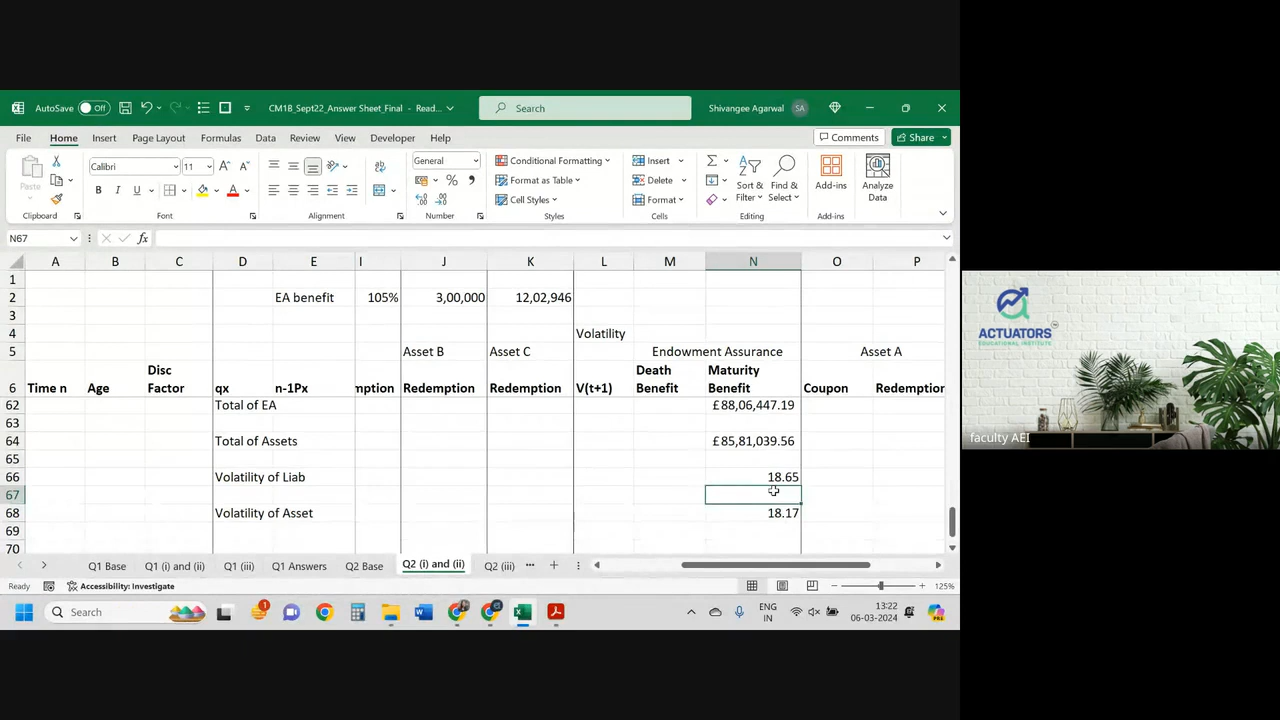 AutoSave Off CM1B_Sept22_Answer Sheet_Final - Read... Search Shivangee Agarwal SA
File Home Insert Page Layout Formulas Data Review View Developer Help Comments Share
Paste Calibri 11 General Conditional Formatting Insert
Format as Table Delete Sort & Filter Find & Select Add-ins Analyze Data
B I U A Cell Styles Format
Clipboard Font Alignment Number Styles Cells Editing Add-ins
N67 fx
A B C D E I J K L M N O P
1
2 EA benefit 105% 3,00,000 12,02,946
3
4 Volatility
5 Asset B Asset C Endowment Assurance Asset A
6 Time n Age Disc Factor qx n-1Px mption Redemption Redemption V(t+1) Death Benefit Maturity Benefit Coupon Redemption
62 Total of EA £88,06,447.19
63
64 Total of Assets £85,81,039.56
65
66 Volatility of Liab 18.65
67
68 Volatility of Asset 18.17
69
70
Q1 Base Q1 (i) and (ii) Q1 (iii) Q1 Answers Q2 Base Q2 (i) and (ii) Q2 (iii) ...
Ready Accessibility: Investigate 125%
Search 1 ENG IN 13:22 06-03-2024
ACTUATORS
EDUCATIONAL INSTITUTE
faculty AEI